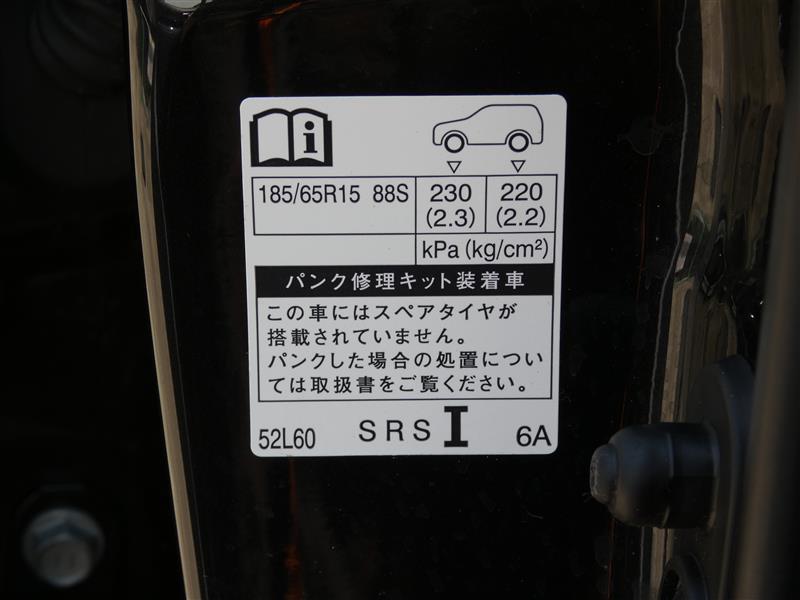 i
185/65R15 88S 230 (2.3) 220 (2.2)
kPa (kg/cm²)
パンク修理キット装着車
この車にはスペアタイヤが
搭載されていません。
パンクした場合の処置につい
ては取扱書をご覧ください。
52L60 SRS I 6A